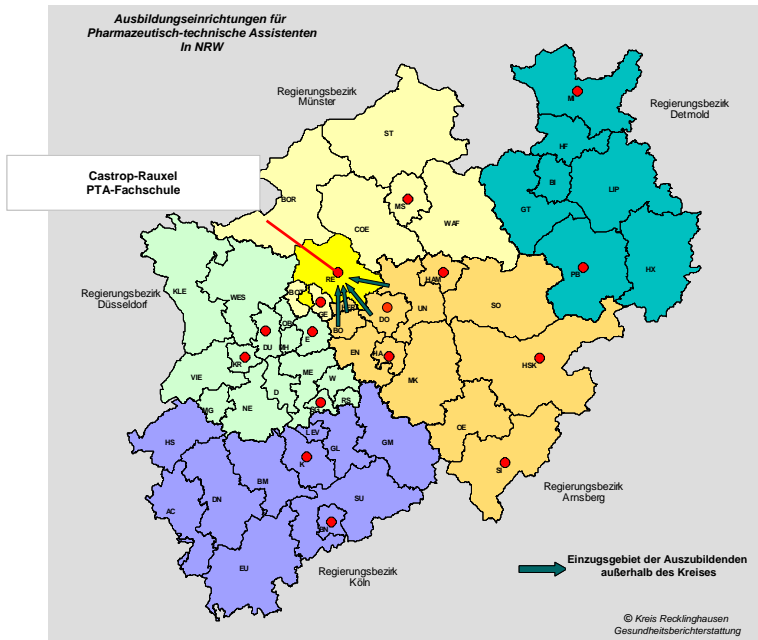 Ausbildungseinrichtungen für
Pharmazeutisch-technische Assistenten
In NRW
Regierungsbezirk
Münster
Regierungsbezirk
Detmold
Castrop-Rauxel
PTA-Fachschule
Regierungsbezirk
Düsseldorf
MI
ST
HF
BI
LIP
GT
BOR
MS
WAF
COE
PB
HX
RE
HAM
KLE
WES
BOT
GE
SO
UN
DO
OB
BO
E
DU
MH
EN
HA
KR
HSK
ME
W
MK
VIE
D
RS
MG
NE
SG
OE
LEV
HS
GL
GM
K
SI
BM
DN
SU
AC
BN
EU
Regierungsbezirk
Arnsberg
Regierungsbezirk
Köln
Einzugsgebiet der Auszubildenden
außerhalb des Kreises
© Kreis Recklinghausen
Gesundheitsberichterstattung